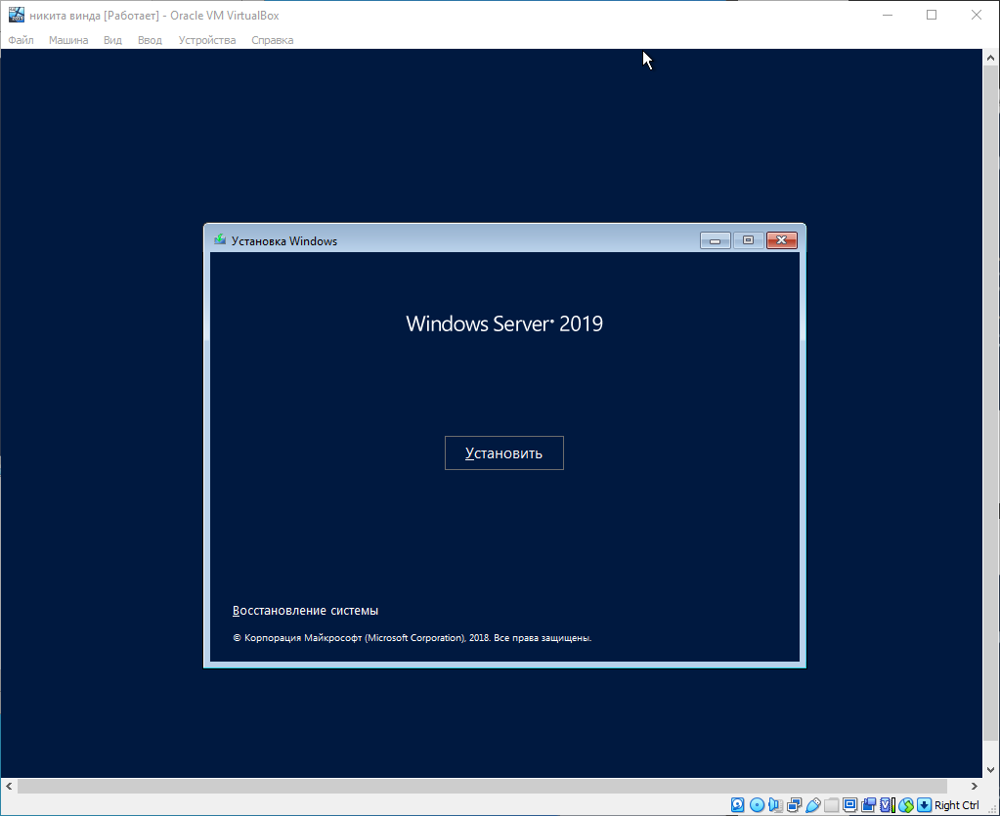 никита винда [Работает] - Oracle VM VirtualBox
Файл Машина Вид Ввод Устройства Справка
Установка Windows
Windows Server® 2019
Установить
Восстановление системы
© Корпорация Майкрософт (Microsoft Corporation), 2018. Все права защищены.
Right Ctrl